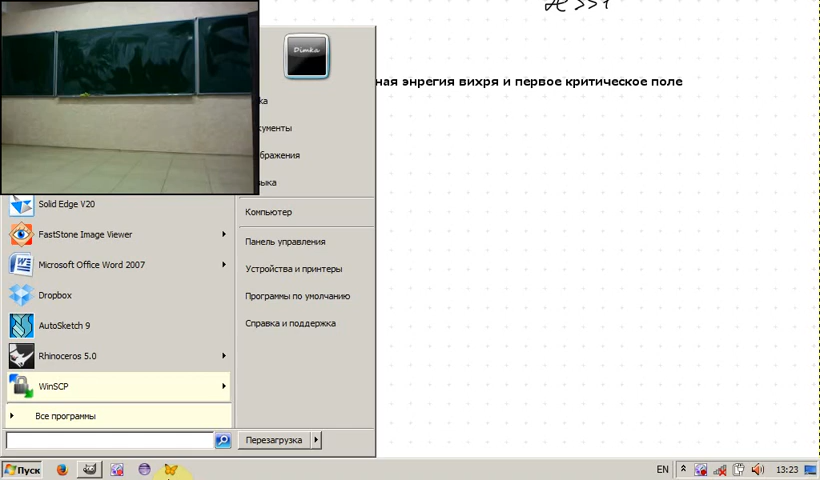 æ >> 1
Dimka
ная энрегия вихря и первое критическое поле
ка
кументы
бражения
зыка
Компьютер
Панель управления
Устройства и принтеры
Программы по умолчанию
Справка и поддержка
Solid Edge V20
FastStone Image Viewer
Microsoft Office Word 2007
Dropbox
AutoSketch 9
Rhinoceros 5.0
WinSCP
Все программы
Перезагрузка
Пуск
EN
13:23